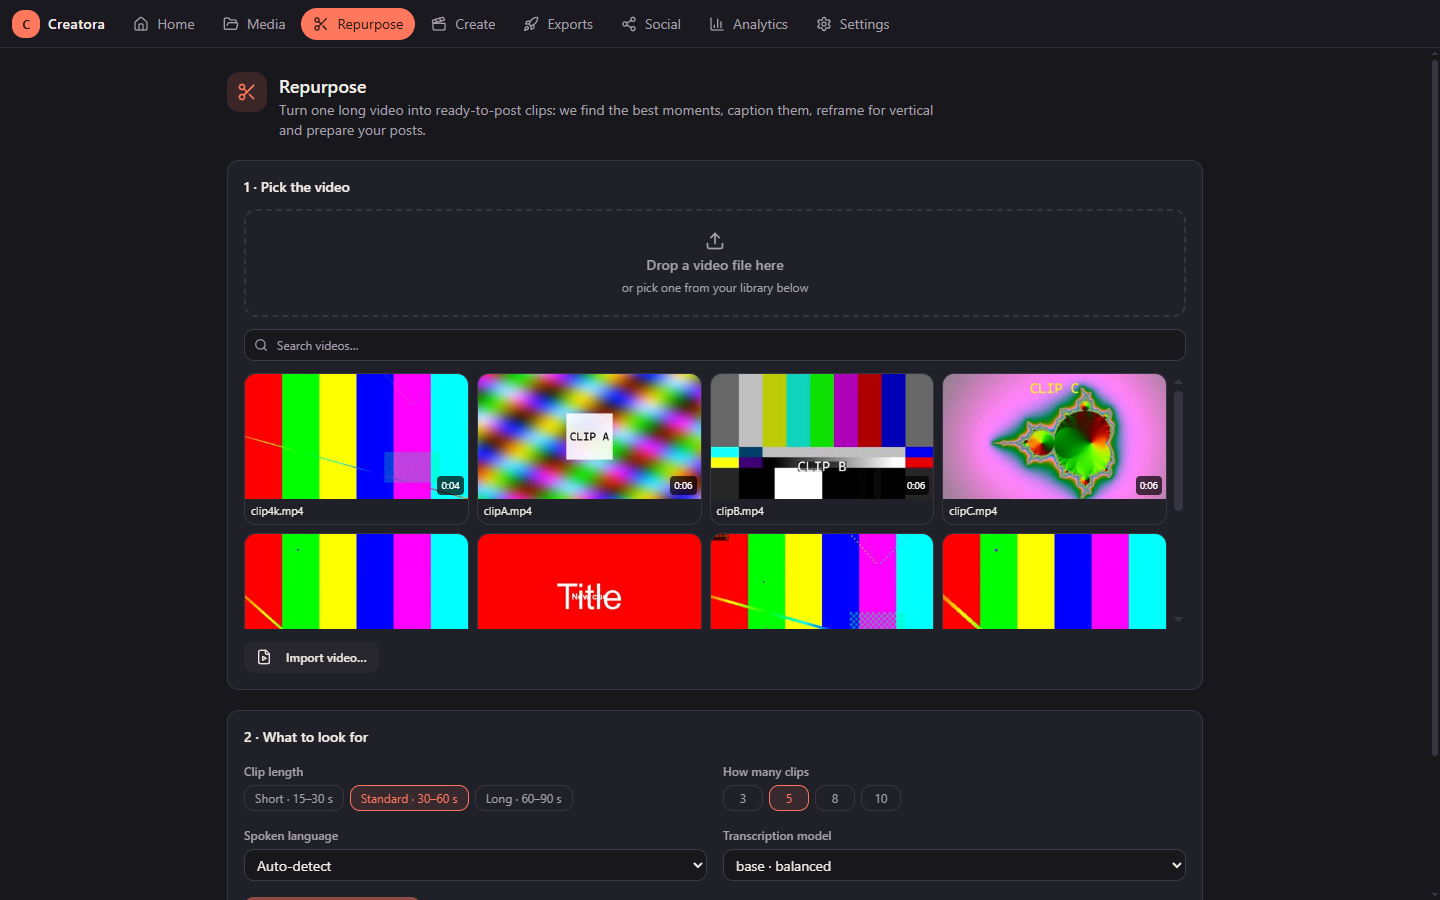 C Creatora Home Media Repurpose Create Exports Social Analytics Settings
Repurpose
Turn one long video into ready-to-post clips: we find the best moments, caption them, reframe for vertical
and prepare your posts.
1 · Pick the video
Drop a video file here
or pick one from your library below
Search videos...
CLIP A
CLIP B
CLIP C
0:04 0:06 0:06 0:06
clip4k.mp4 clipA.mp4 clipB.mp4 clipC.mp4
Title
Import video...
2 · What to look for
Clip length How many clips
Short · 15–30 s Standard · 30–60 s Long · 60–90 s 3 5 8 10
Spoken language Transcription model
Auto-detect base · balanced